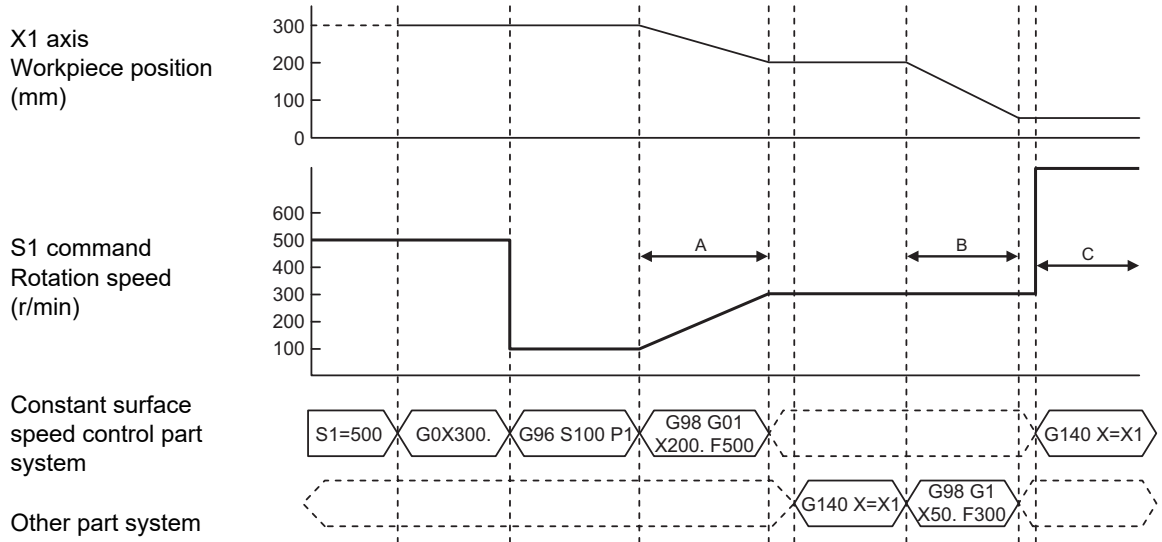 X1 axis
Workpiece position
(mm)
300
200
100
0
S1 command
Rotation speed
(r/min)
600
500
400
300
200
100
A
B
C
Constant surface
speed control part
system
S1=500
G0X300.
G96 S100 P1
G98 G01
X200. F500
G140 X=X1
Other part system
G140 X=X1
G98 G1
X50. F300